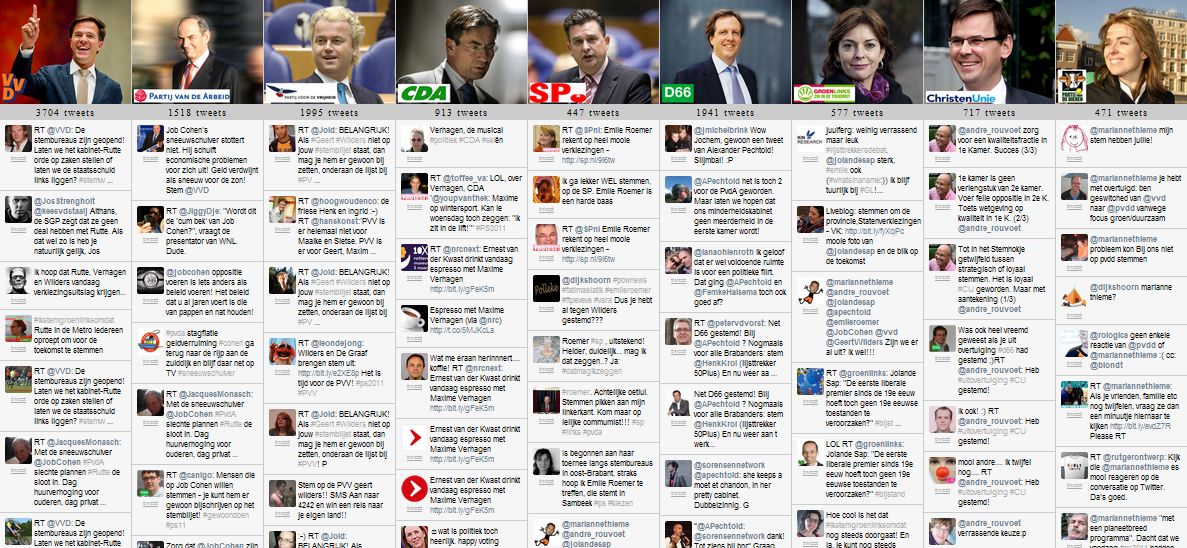 VVD
PARTIJ VAN DE ARBEID
PARTIJ VOOR DE VRIJHEID
CDA
SP.
D66
GROENLINKS
ChristenUnie
PARTIJ
DIEREN
3704 tweets
1518 tweets
1995 tweets
913 tweets
447 tweets
1941 tweets
577 tweets
717 tweets
471 tweets
RT @VVD: De
stembureaus zijn geopend!
Laten we het kabinet-Rutte
orde op zaken stellen of
laten we de staatsschuld
links liggen? #stemvv ...
@JosStrengholt
@keesvdstaaij Althans,
de SGP zegt dat ze geen
deal hebben met Rutte. Als
dat wel zo is heb je
natuurlijk gelijk, Jos
Ik hoop dat Rutte, Verhagen
en Wilders vandaag
verkiezingsuitslag krijgen...
#ikstemgroenlinksomdat
Rutte in de Metro iedereen
oproept om voor de
toekomst te stemmen
RT @VVD: De
stembureaus zijn geopend!
Laten we het kabinet-Rutte
orde op zaken stellen of
laten we de staatsschuld
links liggen? #stemvv ...
RT @JacquesMonasch:
Met de sneeuwschuiver
@JobCohen #PvdA
slechte plannen #Rutte de
sloot in. Dag
huurverhoging voor
ouderen, dag privat ...
RT @VVD: De
stembureaus zijn geopend!
Laten we het kabinet-Rutte
Job Cohen's
sneeuwschuiver stottert
niet. Hij schuift
economische problemen
voor zich uit! Geld verdwijnt
als sneeuw voor de zon!
Stem @VVD
RT @JiggyDje: "Wordt dit
de 'cum bek' van Job
Cohen?", vraagt de
presentator van WNL.
Dude.
@jobcohen oppositie
voeren is iets anders als
beleid voeren! Het beleid
dat u al jaren voert is die
van pappen en nat houden!
#pvda stagflatie
geldverruiming #cohen ga
terug naar de rijp aan de
zuiddijk en blijf daar net op
TV #sneeuwschuiver
RT @JacquesMonasch:
Met de sneeuwschuiver
@JobCohen #PvdA
slechte plannen #Rutte de
sloot in. Dag
huurverhoging voor
ouderen, dag privat ...
RT @canigo: Mensen die
op Job Cohen willen
stemmen - je kunt hem er
gewoon bijschrijven op het
stembiljet! #gewoondoen
#ps11
Zorg dat @JobCohen zijn
RT @Jold: BELANGRIJK!
Als #Geert #Wilders niet op
jouw #stembiljet staat, dan
mag je hem er gewoon bij
zetten, onderaan de lijst
#PV ...
RT @hoogwoudenco: de
friese Henk en Ingrid :-)
RT @hanskonst: PVV is
er helemaal niet voor
Maaike en Sietse. PVV is
er voor Geert, Maxim ...
RT @Jold: BELANGRIJK!
Als #Geert #Wilders niet op
jouw #stembiljet staat, dan
mag je hem er gewoon bij
zetten, onderaan de lijst
#PV ...
RT @leondejong:
Wilders en De Graaf
brengen stem uit:
http://bit.ly/e2XE8p Het is
tijd voor de PVV! #ps2011
#PVV
RT @Jold: BELANGRIJK!
Als #Geert #Wilders niet op
jouw #stembiljet staat, dan
mag je hem er gewoon bij
zetten, onderaan de lijst
#PVV! P
Stem op de PVV geert
wilders!! SMS Aan naar
4242 en win een reis naar
je eigen land!!
:-) RT @Jold:
BELANGRIJK! Als
Verhagen, de musical
#politiek #CDA #skiën
RT @toffee_va: LOL, over
Verhagen, CDA
@youpvanthek: Maxime
op wintersport. Kan le
woensdag toch zeggen: "ik
zit in de lift!"' #PS2011
RT @nrcnext: Ernest van
der Kwast drinkt vandaag
espresso met Maxime
Verhagen
http://bit.ly/gFeK5m
Espresso met Maxime
Verhagen (via @nrc)
http://t.co/5MJKcLa
Wat me eraan herinnert....
koffie! RT @nrcnext:
Ernest van der Kwast drinkt
vandaag espresso met
Maxime Verhagen
http://bit.ly/gFeK5m
Ernest van der Kwast drinkt
vandaag espresso met
Maxime Verhagen
http://bit.ly/gFeK5m
Ernest van der Kwast drinkt
vandaag espresso met
Maxime Verhagen
http://bit.ly/gFeK5m
wat is politiek toch
heerlijk. happy voting
RT @SPnl: Emile Roemer
rekent op heel mooie
verkiezingen –
http://sp.nl/9l6tw
ik ga lekker WEL stemmen,
op de SP. Emile Roemer is
een harde baas
RT @SPnl Emile Roemer
rekent op heel mooie
verkiezingen –
http://sp.nl/9l6tw
@dijkshoorn #pownews
#fatimaelatik #emileroemer
#ftpeveve #vara Dus je hebt
al tegen Wilders
gestemd???
Roemer #sp , uitstekend!
Helder, duidelijk... mag ik
dat zeggen..? Ja:
#datmagikzeggen
#roemer. Achtelijke oetlul.
Stemmen pikken aan mijn
linkerkant. Kom maar op
lelijke communist!!! #sp
#links #pvda
is begonnen aan haar
toernee langs stembureaus
in oost-Brabant, straks
hoop ik Emile Roemer te
treffen, die stemt in
Sambeek #ps #kiezen
@mariannethieme
@andre_rouvoet
@jolandesap
@jmichelbrink Wow
Jochem, gewoon een tweet
van Alexander Pechtold!
Slijmbal! :P
@APechtold het is toch 2
voor de PvdA geworden.
Maar laten we hopen dat
ons minderheidskabinet
geen meerderheid in de
eerste kamer wordt!
@ianaohlenroth ik geloof
dat er wel voldoende ruimte
is voor een politieke flirt.
Dat ging @APechtold en
@FemkeHalsema toch ook
goed af?
RT @petervdvorst: Net
D66 gestemd! Blij
@APechtold ? Nogmaals
voor alle Brabanders: stem
@HenkKrol (lijsttrekker
50Plus) En nu waar aan ...
Net D66 gestemd! Blij
@APechtold ? Nogmaals
voor alle Brabanders: stem
@HenkKrol (lijsttrekker
50Plus) En nu weer aan t
werk...
@sorensennetwork
@apechtold: she keeps a
moet et chandon, in her
pretty cabinet.
Dubbelzinnig. G
"@APechtold:
@sorensennetwork dank!
Tot ziens bij npr" Graag
juulferg: weinig verrassend
maar leuk
#lijsttrekkersdebat.
@jolandesap sterk,
#emile ook
(#whatsinaname:)) ik blijf
tuurlijk bij #GL!...
Liveblog: stemmen om de
provincie,Statenverkiezingen
- VK: http://bit.ly/fyXqPc
mooie foto van
@jolandesap en de blik op
de toekomst
@mariannethieme
@andre_rouvoet
@jolandesap
@apechtold
@emileroemer
@JobCohen @vvd
@GeertWilders Zijn we er
al uit? Ik wel!!!
RT @groenlinks: Jolande
Sap: "De eerste liberale
premier sinds de 19de eeuw
hoeft toch geen 19e eeuwse
toestanden te
veroorzaken?" #bijst
LOL RT @groenlinks:
Jolande Sap: "De eerste
liberale premier sinds 19e
eeuw hoeft toch geen 19e
eeuwse toestanden te
veroorzaken?" #bijstand
Hoe cool is het dat
#ikstemgroenlinksomdat
nog steeds doorgaat! En
ja. Ik kunt nog steeds
@andre_rouvoet zorg
voor een kwaliteitsfractie
in 1e Kamer. Succes (3/3)
1e kamer is geen
verlengstuk van 2e kamer.
Voer felle oppositie in 2e K.
Toets wetgeving op
kwaliteit in 1e K. (2/3)
@andre_rouvoet
Tot in het Stemhokje
getwijfeld tussen
strategisch of loyaal
stemmen. Het is loyaal
#CU geworden. Maar met
aantekening (1/3)
@andre_rouvoet
Was ook heel vreemd
geweest als je uit
overtuiging #d66 had
gestemd ;)RT
@andre_rouvoet: Heb
#uitovertuiging #CU
gestemd!
Ik ook! :) RT
@andre_rouvoet: Heb
#uitovertuiging #CU
gestemd!
mooi andre.... Ik twijfel
nog.... RT
@andre_rouvoet: Heb
#uitovertuiging #CU
gestemd!
@andre_rouvoet
verrassende keuze ;p
@mariannethieme mijn
stem hebben jullie!
@mariannethieme je hebt
met overtuigd: ben
geswitched van @vvd
naar @pvdd vanwege
focus groen/duurzaam
@mariannethieme
probleem kon Bij ons niet
op pvdd stemmen
@dijkshoorn marianne
thieme?
@rologica geen enkele
reactie van @pvdd of
@mariannethieme :( cc:
@blondt
RT @mariannethieme:
Als je vrienden, familie etc
nog twijfelen, vraag ze dan
een minuutje hiernaar te
kijken http://bit.ly/evdZ7R
Please RT
RT @rutgerontwerp: Kijk
die @mariannethieme es
mooi reageren op de
conversatie op Twitter.
Da's goed.
@mariannethieme "met
een planeetbreed
programma". Dacht dat we